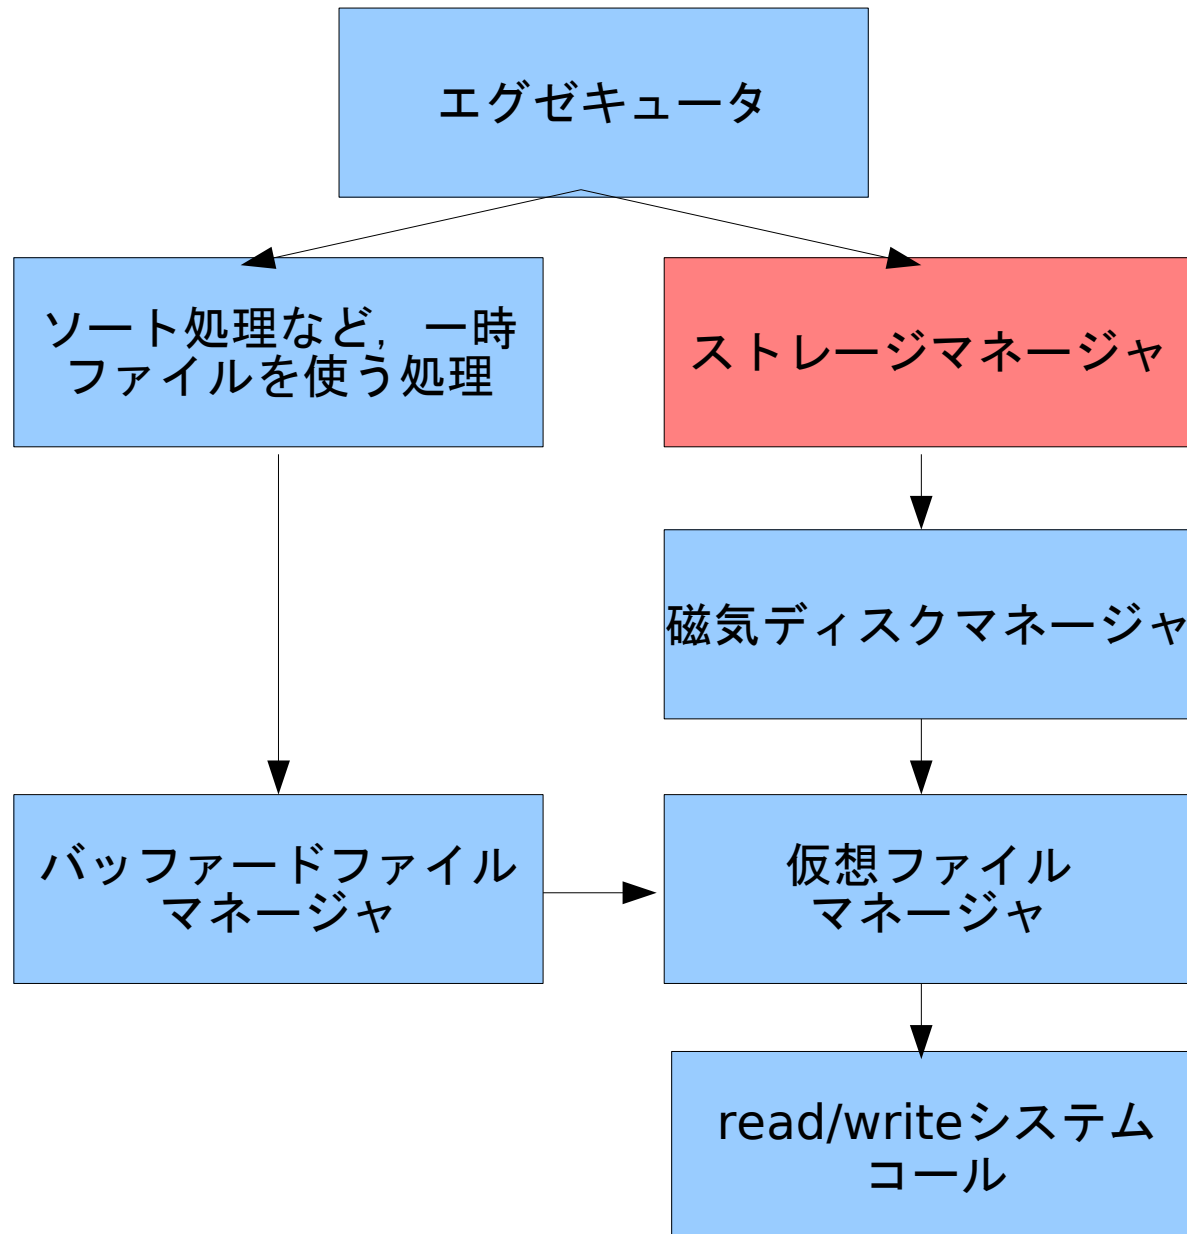 エグゼキュータ
ソート処理など，一時
ファイルを使う処理
ストレージマネージャ
磁気ディスクマネージャ
バッファードファイル
マネージャ
仮想ファイル
マネージャ
read/writeシステム
コール